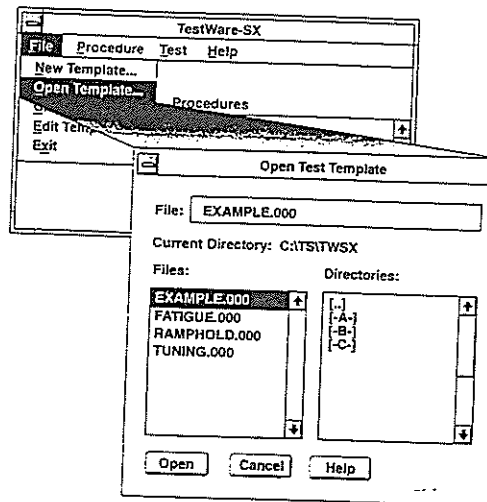 TestWare-SX
File Procedure Test Help
New Template...
Open Template...
Procedures
Edit
Exit
Open Test Template
File: EXAMPLE.000
Current Directory: C:\TS\TWSX
Files:
Directories:
EXAMPLE.000
FATIGUE.000
RAMPHOLD.000
TUNING.000
[..]
[-A-]
[-B-]
[-C-]
Open Cancel Help